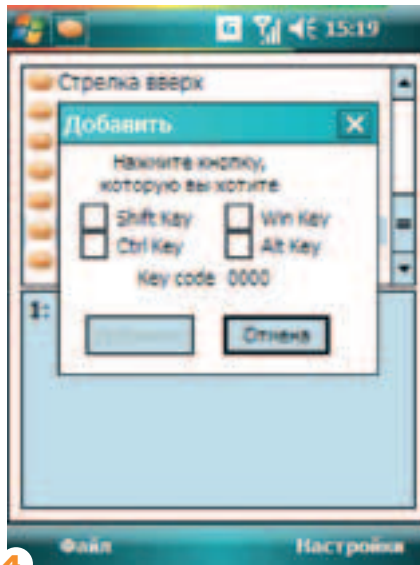 G 15:19
Стрелка вверх
Добавить
Нажмите кнопку,
которую вы хотите
Shift Key Win Key
Ctrl Key Alt Key
Key code 0000
1:
Отмена
Файл Настройки
4